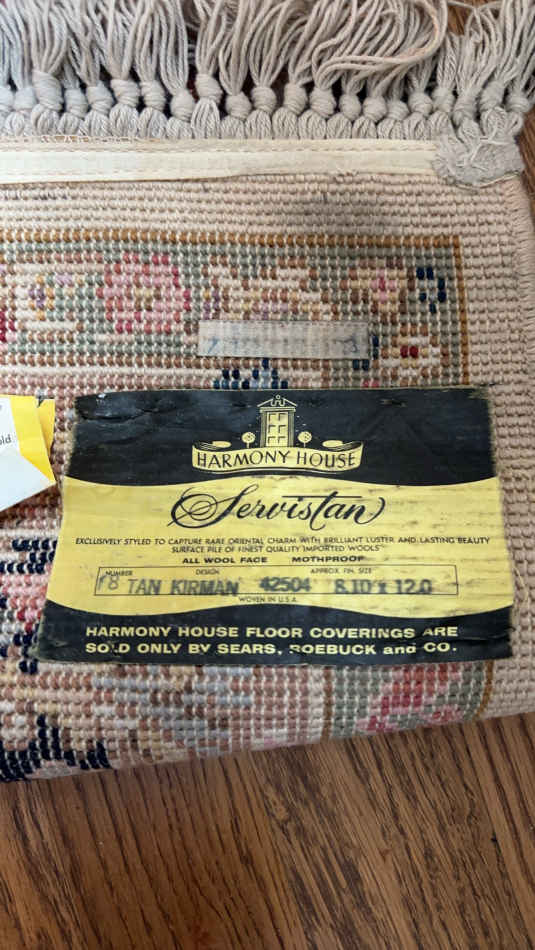 HARMONY HOUSE
Servistan
EXCLUSIVELY STYLED TO CAPTURE RARE ORIENTAL CHARM WITH BRILLIANT LUSTER AND LASTING BEAUTY
SURFACE PILE OF FINEST QUALITY IMPORTED WOOLS
ALL WOOL FACE MOTHPROOF
NUMBER DESIGN APPROX. FIN. SIZE
TAN KIRMAN 42504 8.10 x 12.0
WOVEN IN U.S.A.
HARMONY HOUSE FLOOR COVERINGS ARE
SOLD ONLY BY SEARS, ROEBUCK and CO.
old